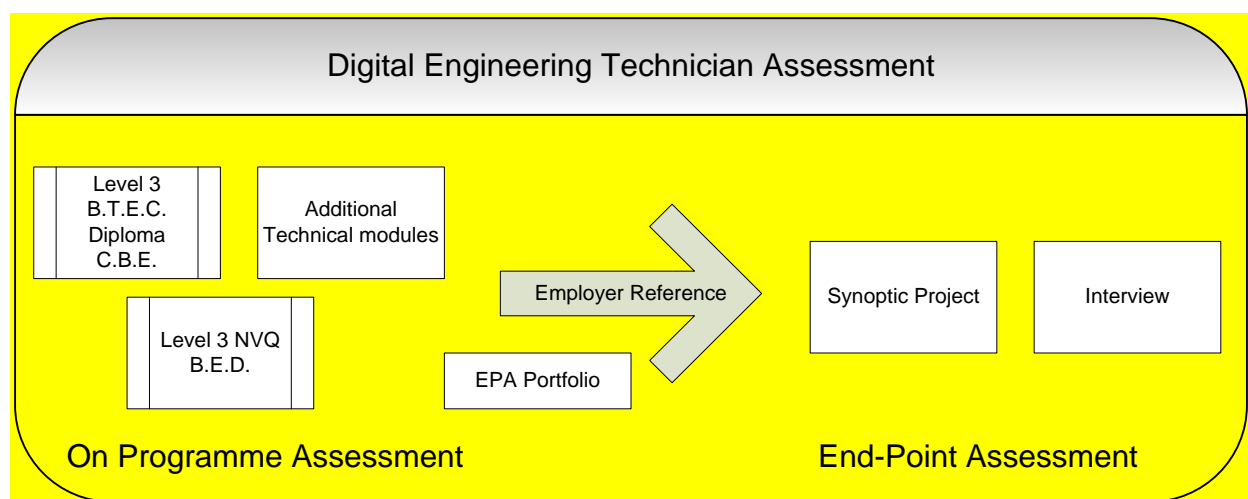 Digital Engineering Technician Assessment
Level 3
B.T.E.C.
Diploma
C.B.E.
Additional
Technical modules
Level 3 NVQ
B.E.D.
Employer Reference
EPA Portfolio
Synoptic Project
Interview
On Programme Assessment
End-Point Assessment